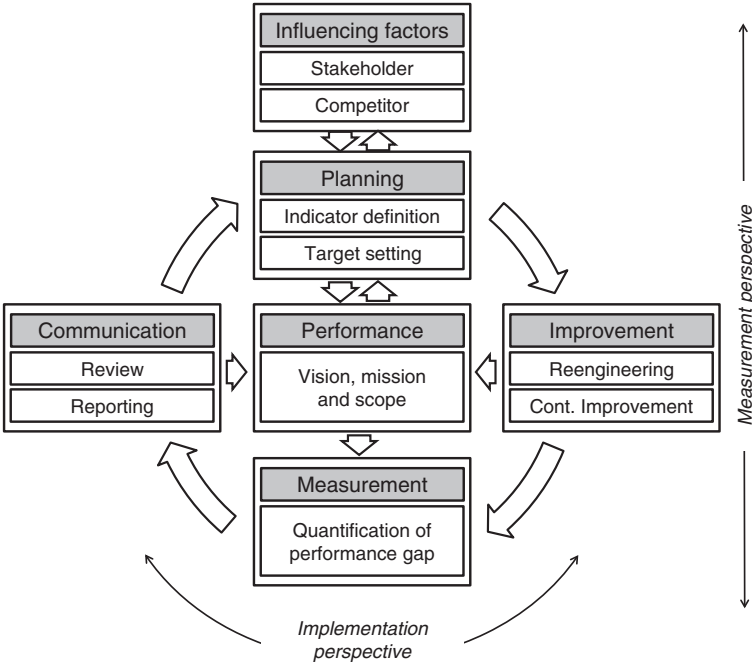 Influencing factors
Stakeholder
Competitor
Planning
Indicator definition
Target setting
Communication
Review
Reporting
Performance
Vision, mission
and scope
Improvement
Reengineering
Cont. Improvement
Measurement
Quantification of
performance gap
Implementation
perspective
Measurement perspective